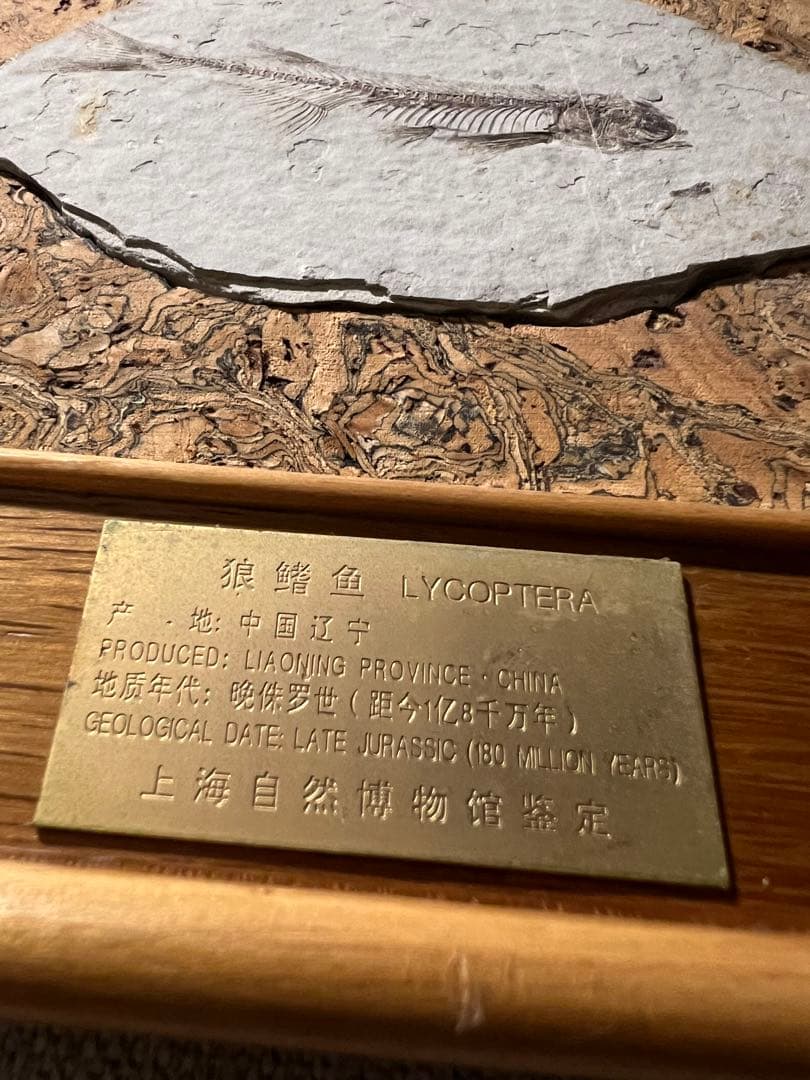 狼鳍鱼 LYCOPTERA
产 . 地: 中国辽宁
PRODUCED: LIAONING PROVINCE · CHINA
地质年代: 晚侏罗世 ( 距今1亿8千万年 )
GEOLOGICAL DATE: LATE JURASSIC (180 MILLION YEARS)
上海自然博物馆鉴定